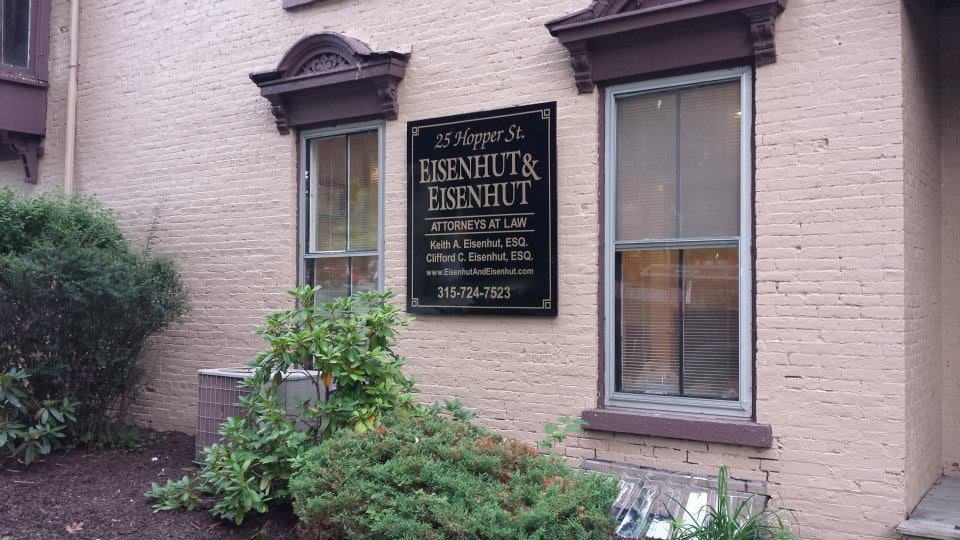 25 Hopper St.
EISENHUT &
EISENHUT
ATTORNEYS AT LAW
Keith A. Eisenhut, ESQ.
Clifford C. Eisenhut, ESQ.
www.EisenhutAndEisenhut.com
315-724-7523